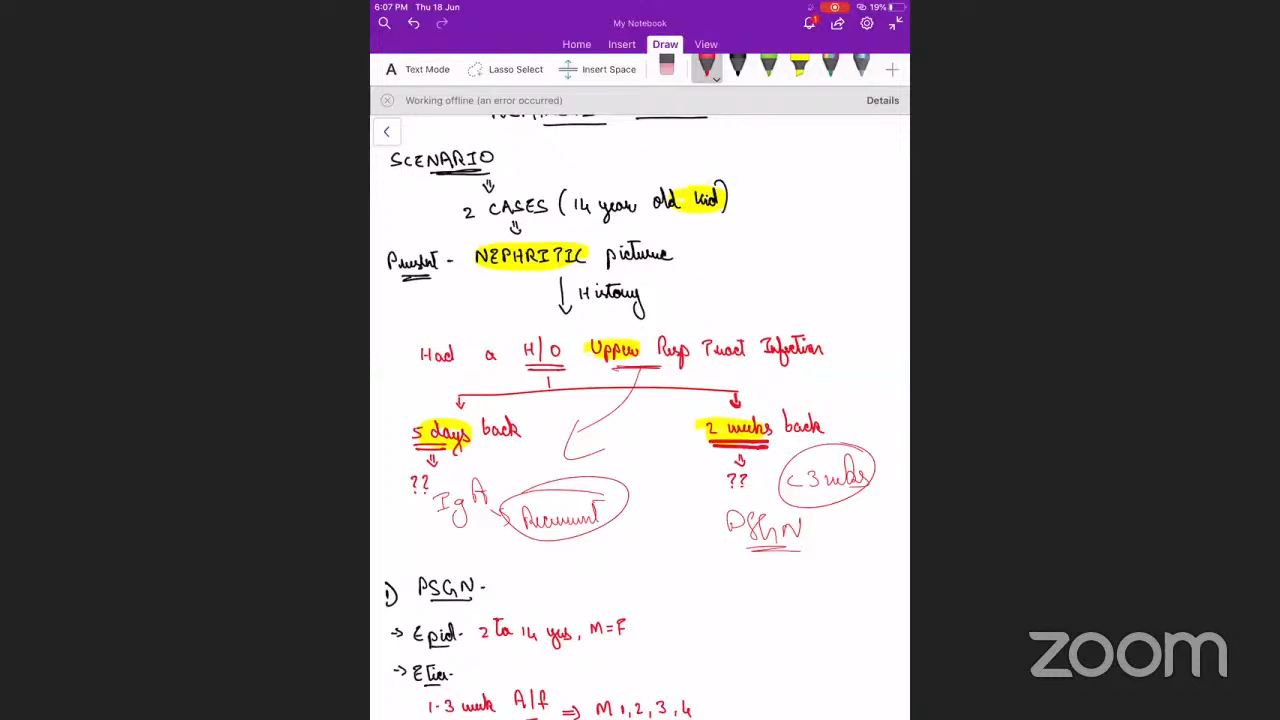 6:07 PM Thu 18 Jun
19%
My Notebook
Home Insert Draw View
A Text Mode Lasso Select Insert Space
Working offline (an error occurred) Details
SCENARIO
2 CASES (14 year old kid)
Present - NEPHRITIC picture
History
Had a H/O Upper Resp Tract Infection
5 days back 2 weeks back
?? ?? < 3 wks
IgA Recurrent PSGN
1) PSGN -
→ Epid - 2 to 14 yrs, M=F
→ Etio -
1-3 week A/f ⇒ M 1, 2, 3, 4
zoom